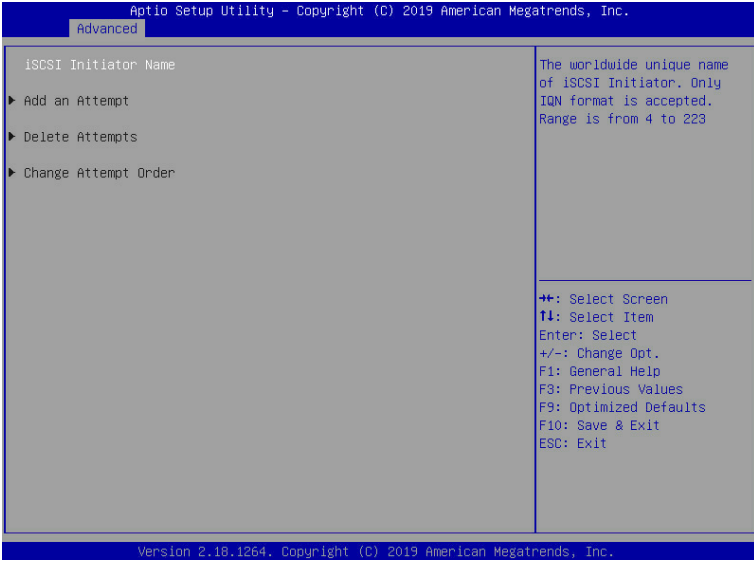 Aptio Setup Utility – Copyright (C) 2019 American Megatrends, Inc.
Advanced
iSCSI Initiator Name
▶ Add an Attempt
▶ Delete Attempts
▶ Change Attempt Order
The worldwide unique name
of iSCSI Initiator. Only
IQN format is accepted.
Range is from 4 to 223
→←: Select Screen
↑↓: Select Item
Enter: Select
+/-: Change Opt.
F1: General Help
F3: Previous Values
F9: Optimized Defaults
F10: Save & Exit
ESC: Exit
Version 2.18.1264. Copyright (C) 2019 American Megatrends, Inc.